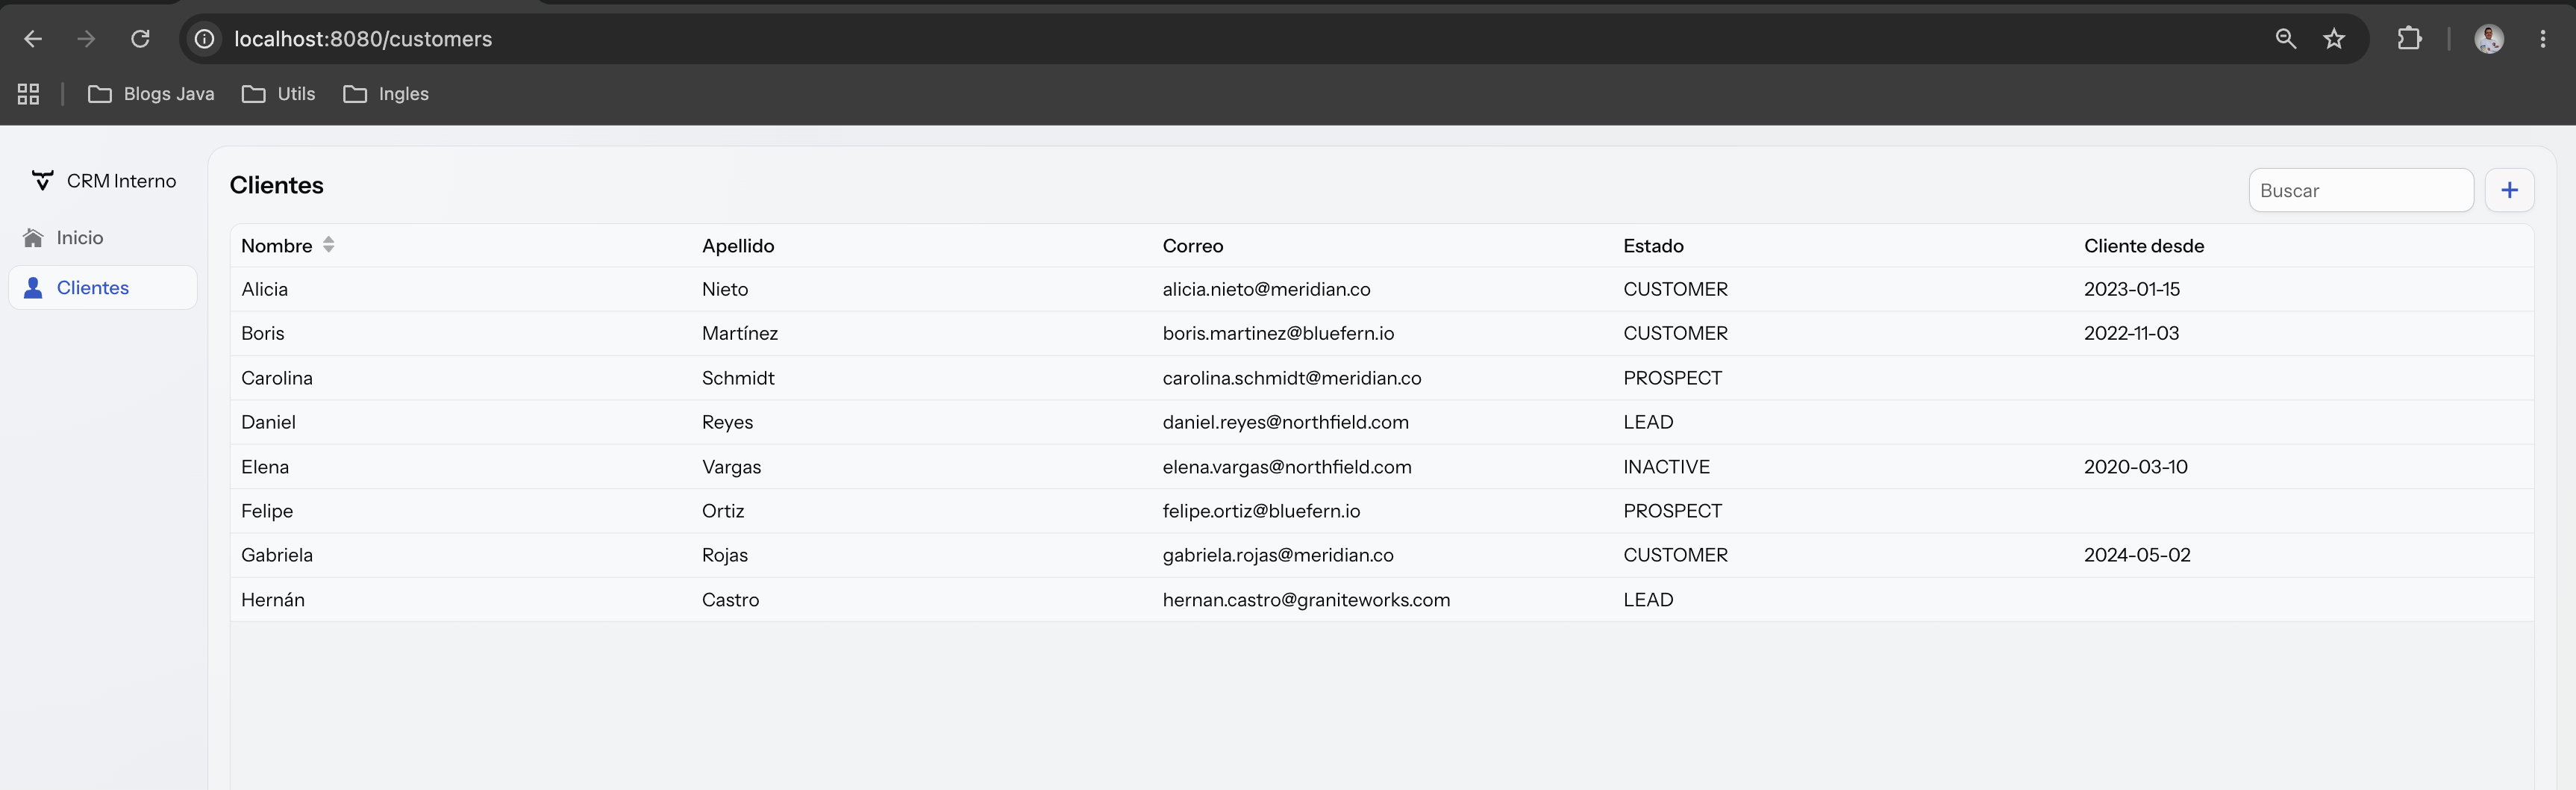 localhost:8080/customers
Blogs Java Utils Ingles
CRM Interno
Inicio
Clientes
Clientes
Buscar
Nombre Apellido Correo Estado Cliente desde
Alicia Nieto alicia.nieto@meridian.co CUSTOMER 2023-01-15
Boris Martínez boris.martinez@bluefern.io CUSTOMER 2022-11-03
Carolina Schmidt carolina.schmidt@meridian.co PROSPECT
Daniel Reyes daniel.reyes@northfield.com LEAD
Elena Vargas elena.vargas@northfield.com INACTIVE 2020-03-10
Felipe Ortiz felipe.ortiz@bluefern.io PROSPECT
Gabriela Rojas gabriela.rojas@meridian.co CUSTOMER 2024-05-02
Hernán Castro hernan.castro@graniteworks.com LEAD